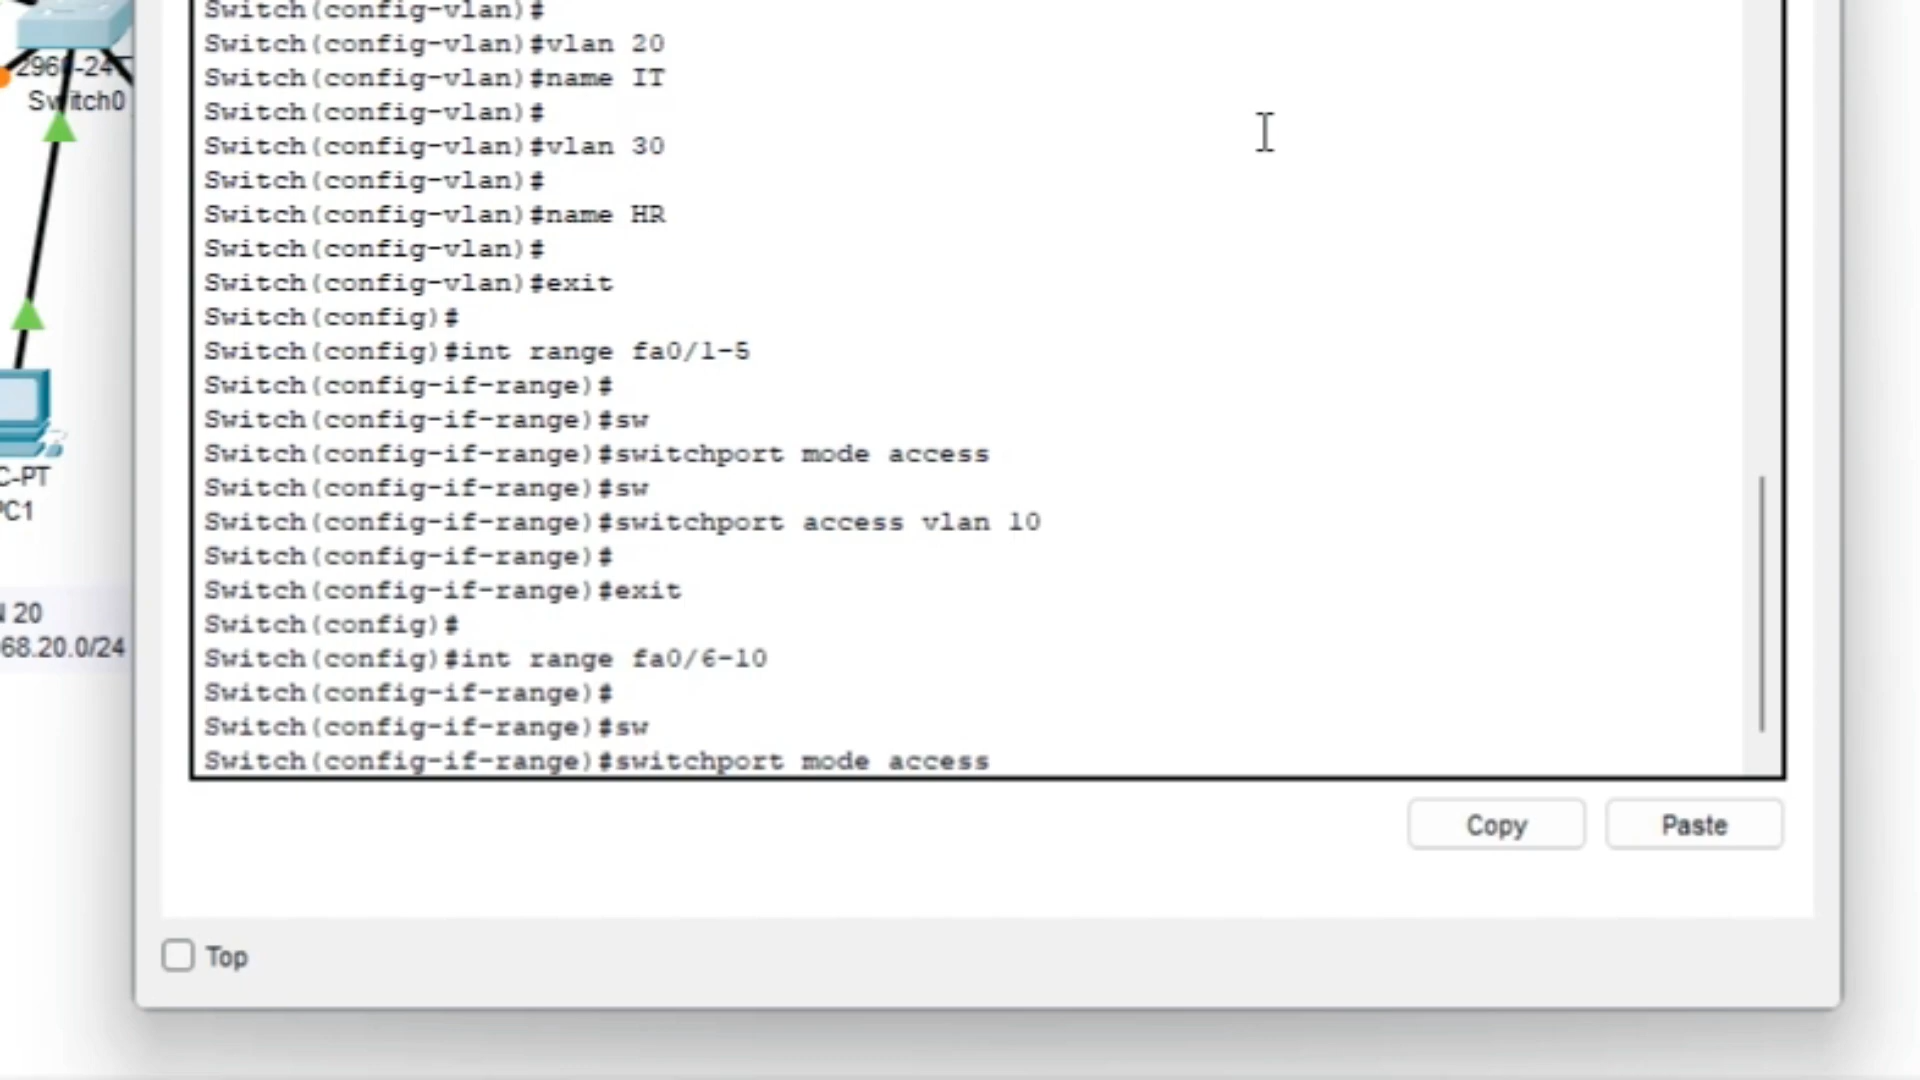 Switch(config-vlan)#
Switch(config-vlan)#vlan 20
Switch(config-vlan)#name IT
Switch(config-vlan)#
Switch(config-vlan)#vlan 30
Switch(config-vlan)#
Switch(config-vlan)#name HR
Switch(config-vlan)#
Switch(config-vlan)#exit
Switch(config)#
Switch(config)#int range fa0/1-5
Switch(config-if-range)#
Switch(config-if-range)#sw
Switch(config-if-range)#switchport mode access
Switch(config-if-range)#sw
Switch(config-if-range)#switchport access vlan 10
Switch(config-if-range)#
Switch(config-if-range)#exit
Switch(config)#
Switch(config)#int range fa0/6-10
Switch(config-if-range)#
Switch(config-if-range)#sw
Switch(config-if-range)#switchport mode access
Copy
Paste
Top
2960-24T
Switch0
C-PT
PC1
20
68.20.0/24